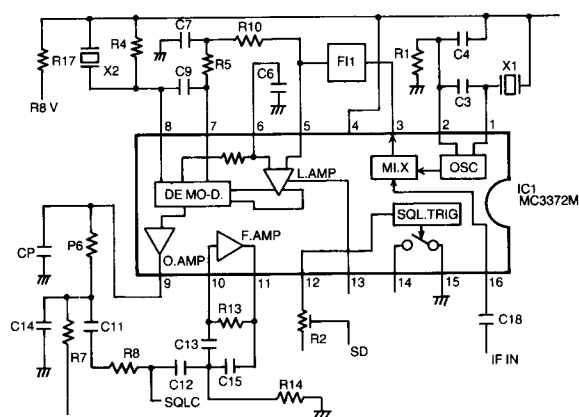 C7
R10
R17
R4
X2
R5
C9
C6
FI1
R1
C4
C3
X1
R8 V
8 7 6 5 4 3 2 1
L.AMP
MI.X
OSC
IC1
MC3372M
DE MO-D.
SQL.TRIG
F.AMP
O.AMP
9 10 11 12 13 14 15 16
CP
P6
C14
R7
C11
R8
SQLC
C12
C13
R13
C15
R14
R2
SD
C18
IF IN